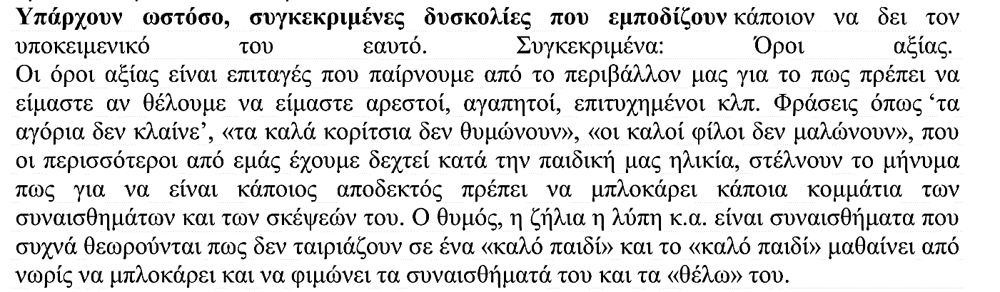 Υπάρχουν ωστόσο, συγκεκριμένες δυσκολίες που εμποδίζουν κάποιον να δει τον
υποκειμενικό του εαυτό. Συγκεκριμένα: Όροι αξίας.
Οι όροι αξίας είναι επιταγές που παίρνουμε από το περιβάλλον μας για το πως πρέπει να
είμαστε αν θέλουμε να είμαστε αρεστοί, αγαπητοί, επιτυχημένοι κλπ. Φράσεις όπως ‘τα
αγόρια δεν κλαίνε’, «τα καλά κορίτσια δεν θυμώνουν», «οι καλοί φίλοι δεν μαλώνουν», που
οι περισσότεροι από εμάς έχουμε δεχτεί κατά την παιδική μας ηλικία, στέλνουν το μήνυμα
πως για να είναι κάποιος αποδεκτός πρέπει να μπλοκάρει κάποια κομμάτια των
συναισθημάτων και των σκέψεών του. Ο θυμός, η ζήλια η λύπη κ.α. είναι συναισθήματα που
συχνά θεωρούνται πως δεν ταιριάζουν σε ένα «καλό παιδί» και το «καλό παιδί» μαθαίνει από
νωρίς να μπλοκάρει και να φιμώνει τα συναισθήματά του και τα «θέλω» του.